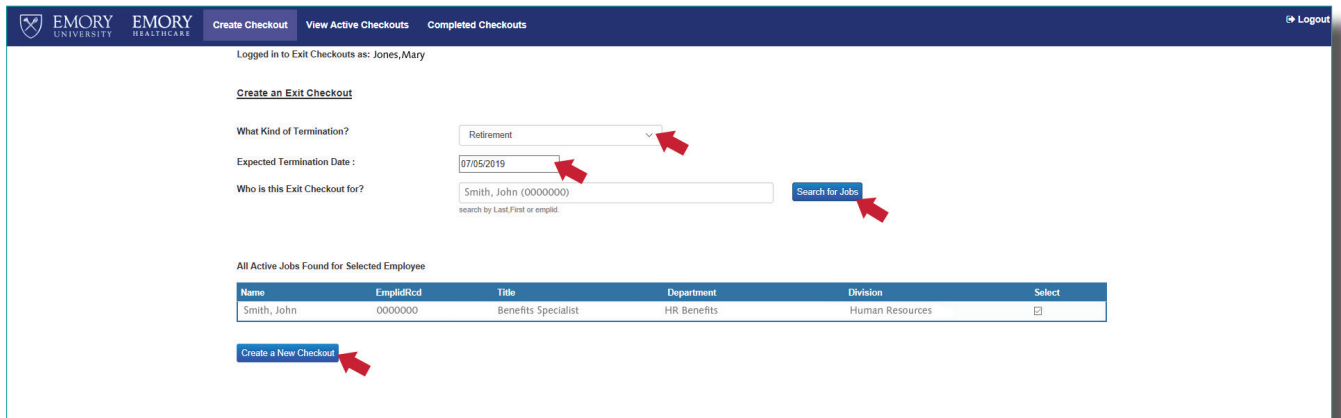 EMORY UNIVERSITY EMORY HEALTHCARE Create Checkout View Active Checkouts Completed Checkouts Logout
Logged in to Exit Checkouts as: Jones,Mary
Create an Exit Checkout
What Kind of Termination? Retirement
Expected Termination Date : 07/05/2019
Who is this Exit Checkout for? Smith, John (0000000) Search for Jobs
search by Last,First or emplid.
All Active Jobs Found for Selected Employee
Name EmplidRcd Title Department Division Select
Smith, John 0000000 Benefits Specialist HR Benefits Human Resources
Create a New Checkout